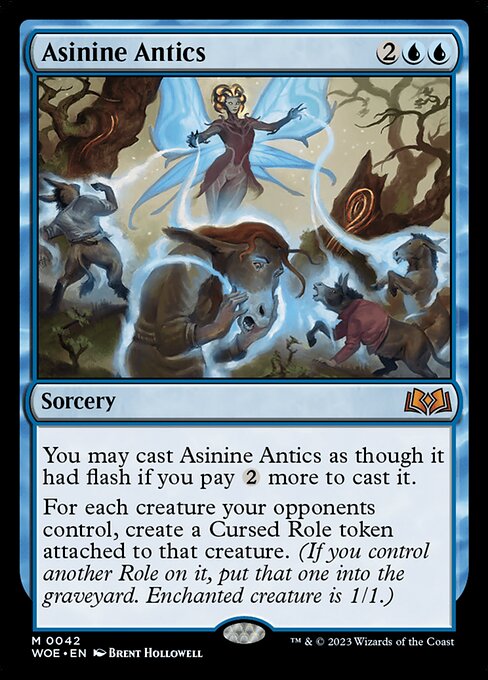 Asinine Antics 2
Sorcery
You may cast Asinine Antics as though it
had flash if you pay 2 more to cast it.
For each creature your opponents
control, create a Cursed Role token
attached to that creature. (If you control
another Role on it, put that one into the
graveyard. Enchanted creature is 1/1.)
M 0042
WOE • EN Brent Hollowell
™ & © 2023 Wizards of the Coast